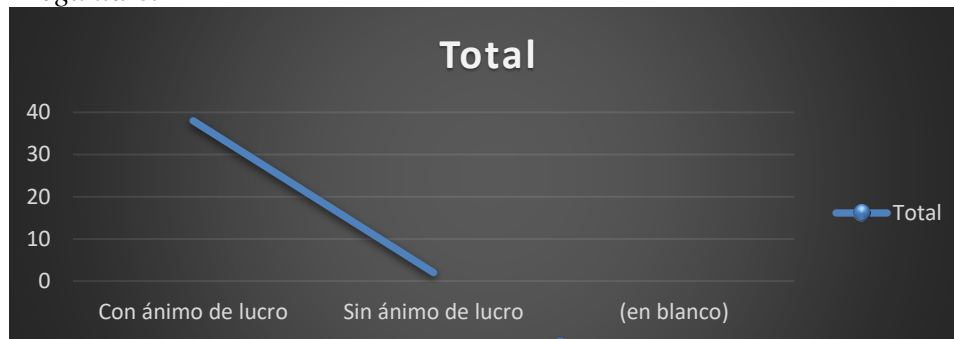 Total
40
30
20
10
0
Total
Con ánimo de lucro
Sin ánimo de lucro
(en blanco)